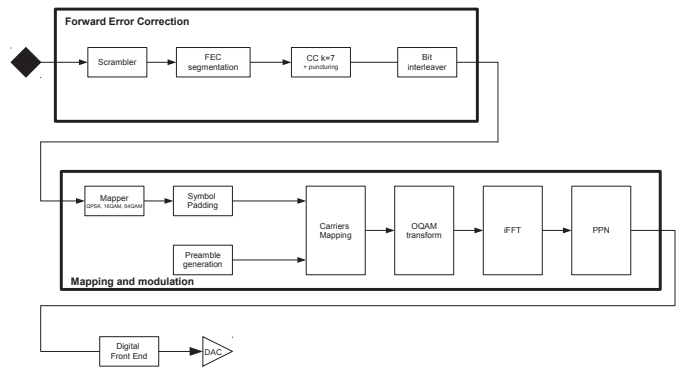 Forward Error Correction
Scrambler
FEC
segmentation
CC k=7
+ puncturing
Bit
interleaver
Mapper
QPSK, 16QAM, 64QAM
Symbol
Padding
Preamble
generation
Carriers
Mapping
OQAM
transform
iFFT
PPN
Mapping and modulation
Digital
Front End
DAC